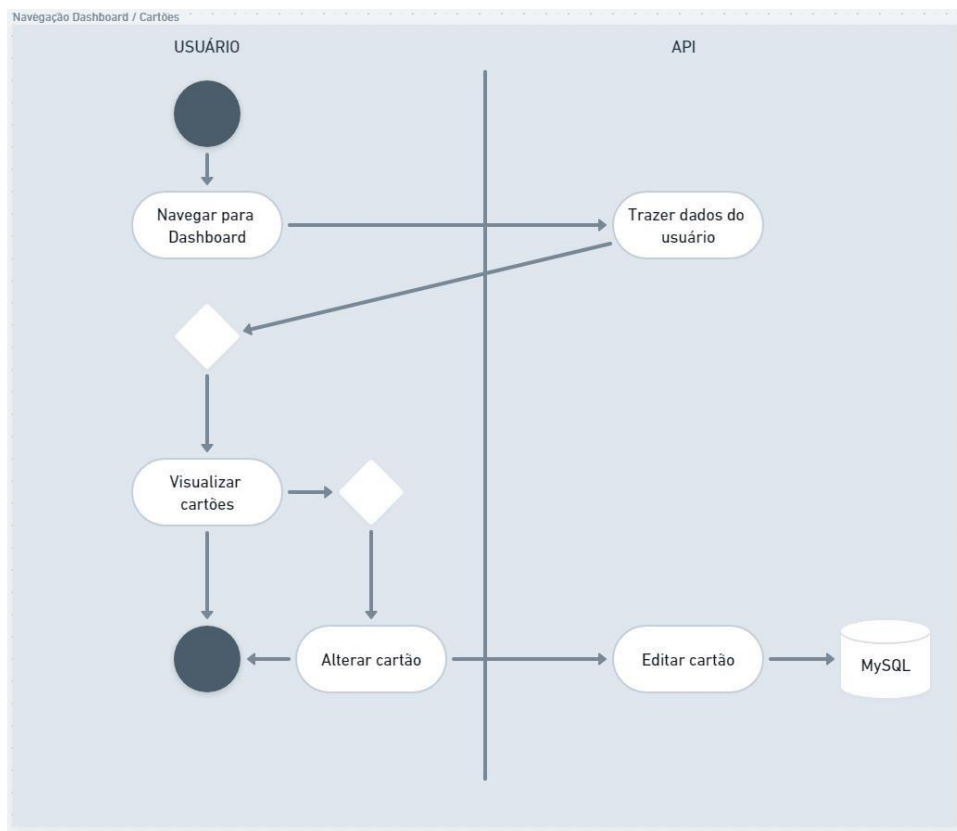 Navegação Dashboard / Cartões
USUÁRIO
API
Navegar para
Dashboard
Trazer dados do
usuário
Visualizar
cartões
Alterar cartão
Editar cartão
MySQL